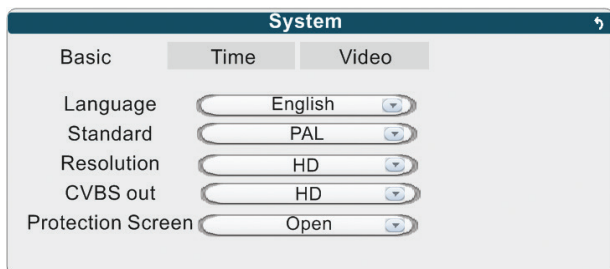 System
Basic Time Video
Language English
Standard PAL
Resolution HD
CVBS out HD
Protection Screen Open